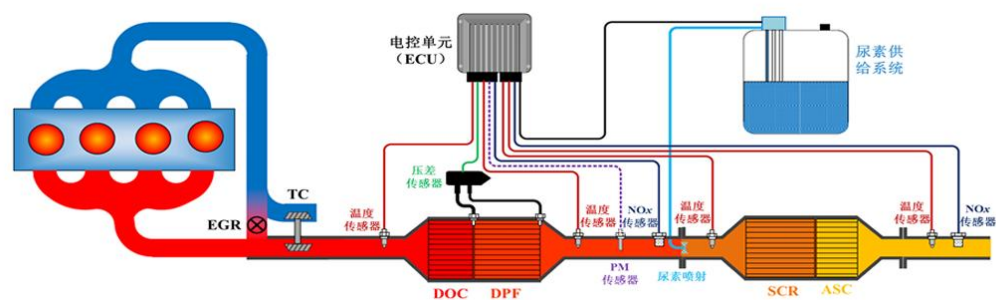 电控单元
（ECU）
尿素供
给系统
压差
传感器
TC
EGR
温度
传感器
温度
传感器
NOx
传感器
温度
传感器
温度
传感器
NOx
传感器
PM
传感器
尿素喷射
DOC
DPF
SCR
ASC